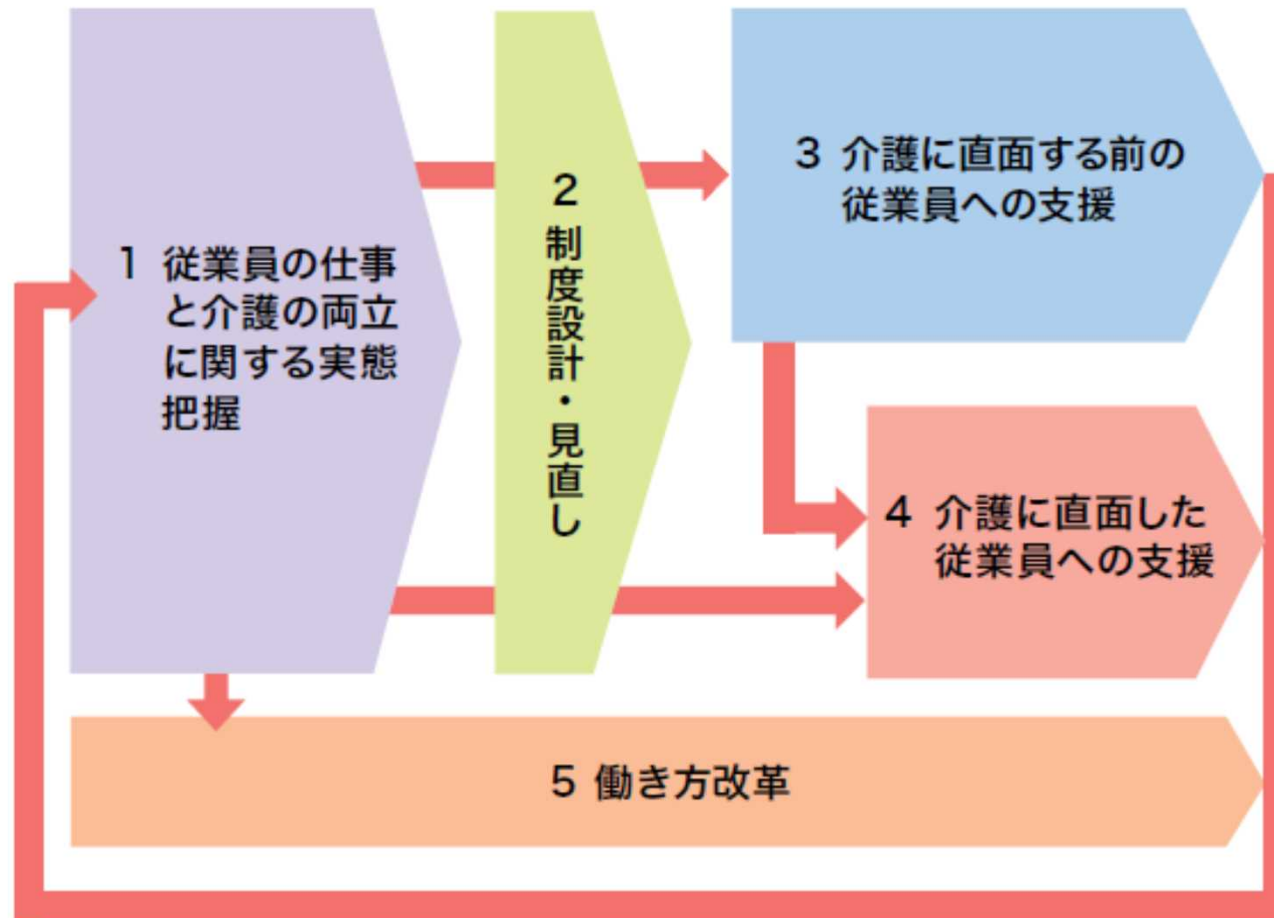 1 従業員の仕事
と介護の両立
に関する実態
把握
2 制度設計・見直し
3 介護に直面する前の
従業員への支援
4 介護に直面した
従業員への支援
5 働き方改革